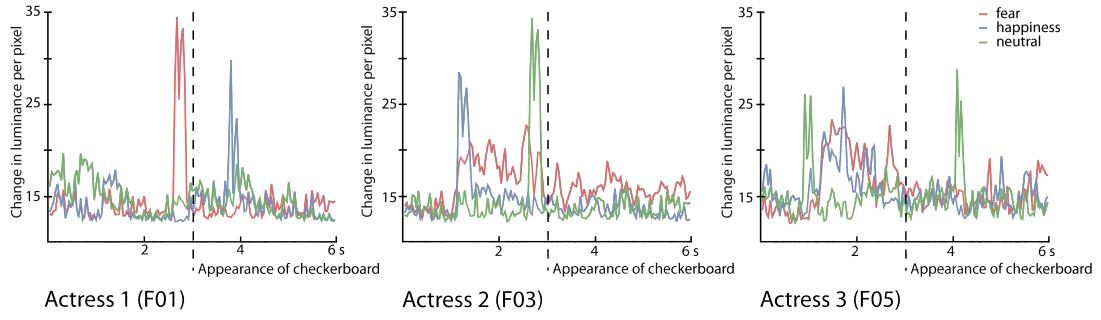 Change in luminance per pixel
35
25
15
2
4
6 s
Appearance of checkerboard
Actress 1 (F01)
Change in luminance per pixel
35
25
15
2
4
6 s
Appearance of checkerboard
Actress 2 (F03)
Change in luminance per pixel
35
25
15
2
4
6 s
Appearance of checkerboard
Actress 3 (F05)
fear
happiness
neutral